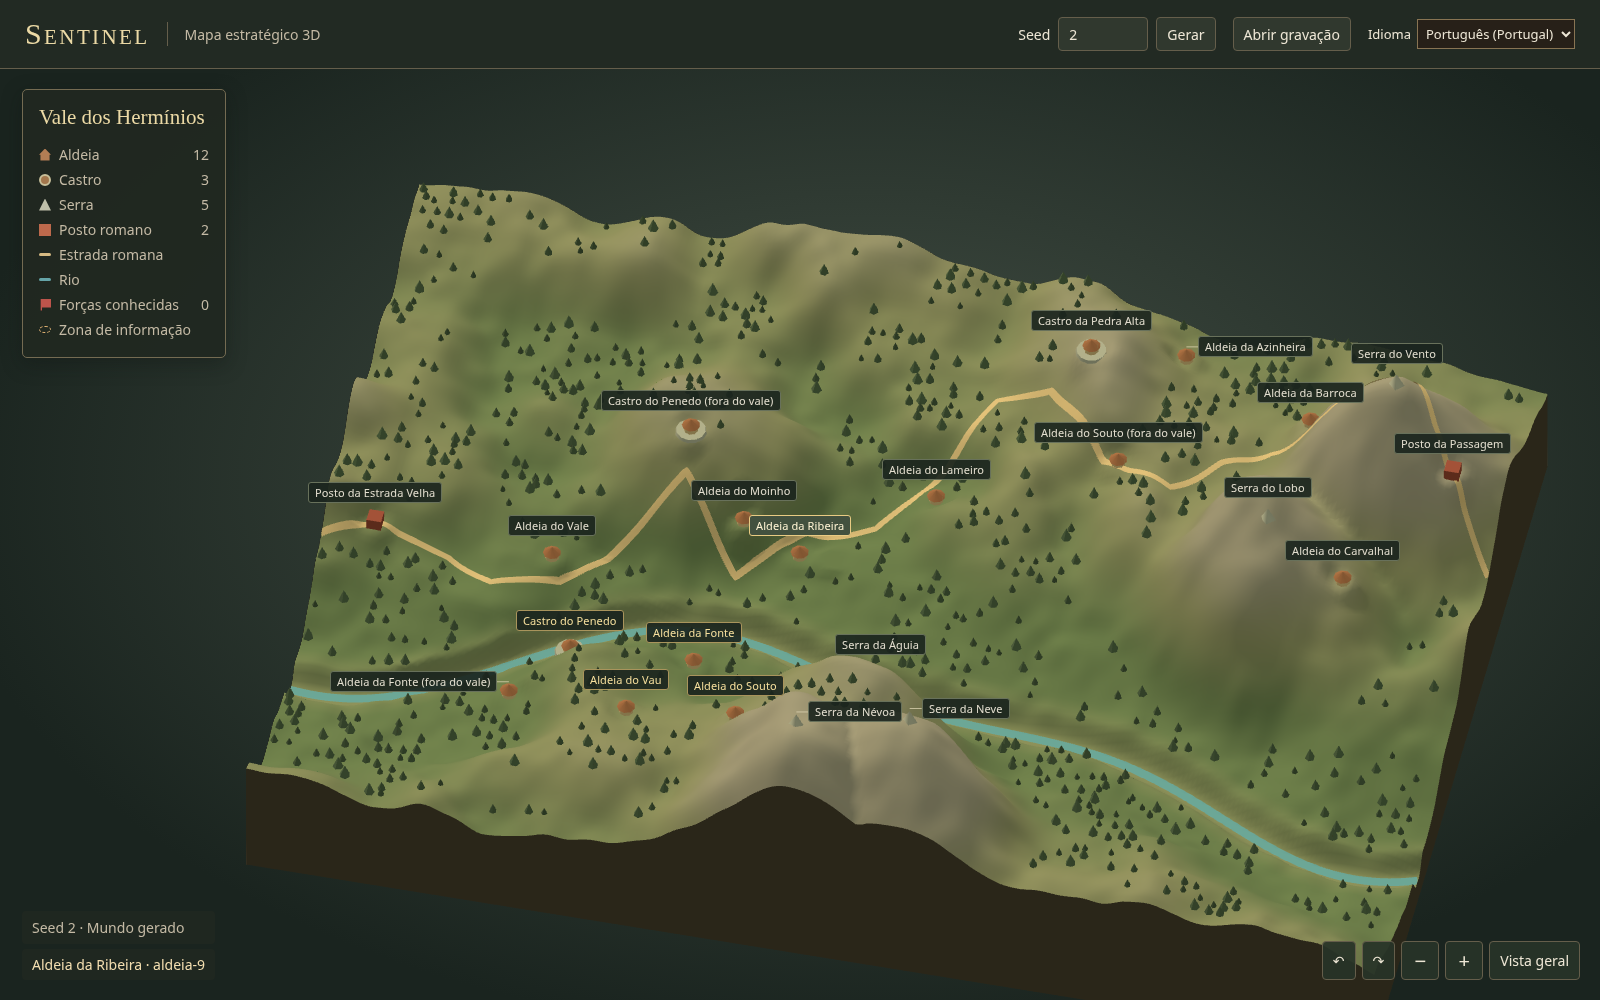 SENTINEL
Mapa estratégico 3D
Seed
2
Gerar
Abrir gravação
Idioma
Português (Portugal)
Vale dos Hermínios
Aldeia 12
Castro 3
Serra 5
Posto romano 2
Estrada romana
Rio
Forças conhecidas 0
Zona de informação
Castro da Pedra Alta
Aldeia da Azinheira
Serra do Vento
Aldeia da Barroca
Castro do Penedo (fora do vale)
Aldeia do Souto (fora do vale)
Posto da Passagem
Aldeia do Lameiro
Serra do Lobo
Posto da Estrada Velha
Aldeia do Moinho
Aldeia do Vale
Aldeia da Ribeira
Aldeia do Carvalhal
Castro do Penedo
Aldeia da Fonte
Serra da Águia
Aldeia da Fonte (fora do vale)
Aldeia do Vau
Aldeia do Souto
Serra da Névoa
Serra da Neve
Seed 2 · Mundo gerado
Aldeia da Ribeira · aldeia-9
↶
↷
−
+
Vista geral